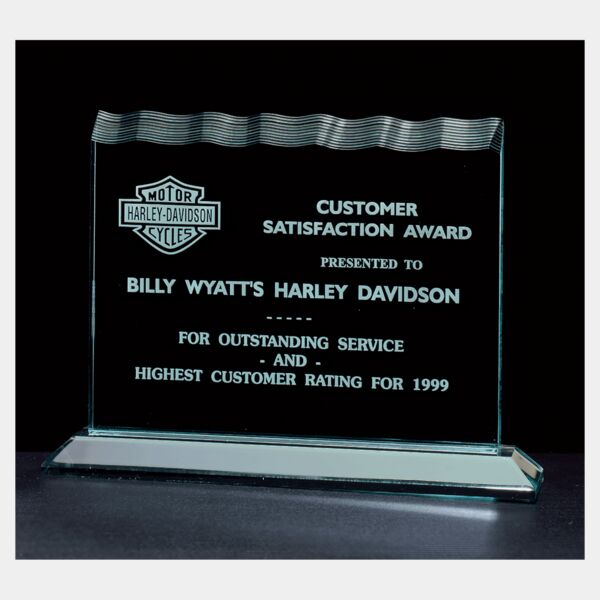 MOTOR
HARLEY-DAVIDSON
CYCLES
CUSTOMER
SATISFACTION AWARD
PRESENTED TO
BILLY WYATT'S HARLEY DAVIDSON
- - - - -
FOR OUTSTANDING SERVICE
- AND -
HIGHEST CUSTOMER RATING FOR 1999